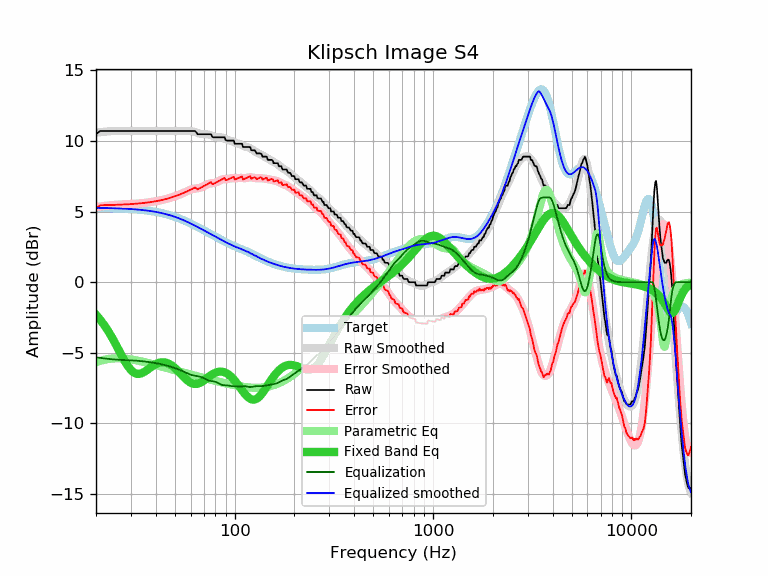 Klipsch Image S4
15
10
5
0
−5
−10
−15
Amplitude (dBr)
Target
Raw Smoothed
Error Smoothed
Raw
Error
Parametric Eq
Fixed Band Eq
Equalization
Equalized smoothed
100
1000
10000
Frequency (Hz)